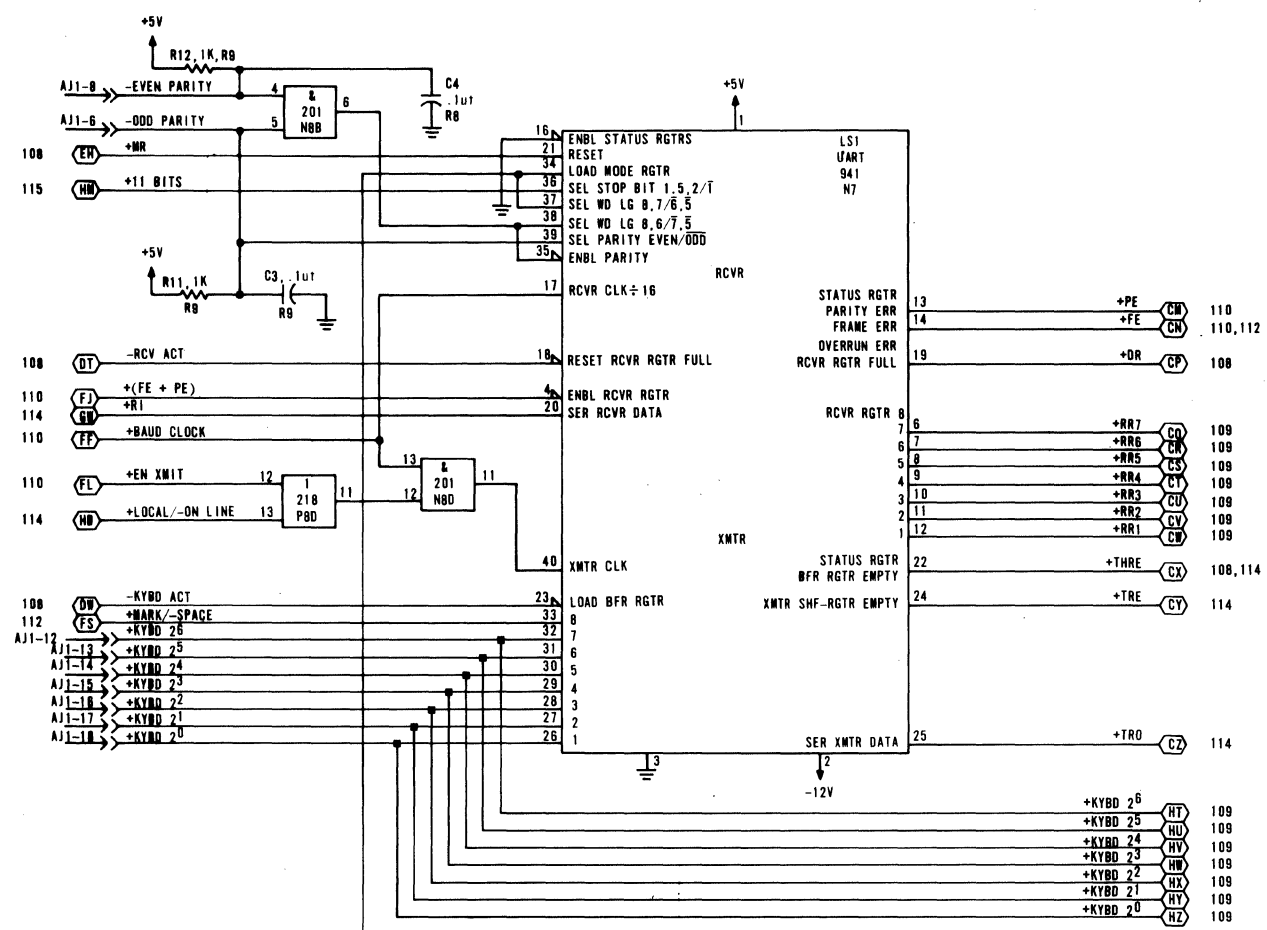 +5V
R12, 1K, R9
AJ1-8 -EVEN PARITY 4
&
201
N8B
6
C4
.1uf
R8
AJ1-6 -ODD PARITY 5
108 EH +MR
115 HM +11 BITS
+5V
R11, 1K
R9
C3, .1uf
R9
108 DT -RCV ACT
110 FJ +(FE + PE)
114 GW +RI
110 FF +BAUD CLOCK
110 FL +EN XMIT 12
114 HB +LOCAL/-ON LINE 13
1
218
P8D
11
13
12
&
201
N8D
11
108 DW -KYBD ACT
112 FS +MARK/-SPACE
AJ1-12 +KYBD 2⁶
AJ1-13 +KYBD 2⁵
AJ1-14 +KYBD 2⁴
AJ1-15 +KYBD 2³
AJ1-16 +KYBD 2²
AJ1-17 +KYBD 2¹
AJ1-18 +KYBD 2⁰
+5V
1
LS1
UART
941
N7
16 ENBL STATUS RGTRS
21 RESET
34 LOAD MODE RGTR
36 SEL STOP BIT 1.5,2/1̅
37 SEL WD LG 8,7/6̅,5̅
38 SEL WD LG 8,6/7̅,5̅
39 SEL PARITY EVEN/O̅D̅D̅
35 ENBL PARITY
RCVR
17 RCVR CLK÷16
18 RESET RCVR RGTR FULL
4 ENBL RCVR RGTR
20 SER RCVR DATA
XMTR
40 XMTR CLK
23 LOAD BFR RGTR
33 8
32 7
31 6
30 5
29 4
28 3
27 2
26 1
3
2
-12V
STATUS RGTR
PARITY ERR 13 +PE CM 110
FRAME ERR 14 +FE CN 110,112
OVERRUN ERR
RCVR RGTR FULL 19 +DR CP 108
RCVR RGTR 8
7 6 +RR7 CQ 109
6 7 +RR6 CR 109
5 8 +RR5 CS 109
4 9 +RR4 CT 109
3 10 +RR3 CU 109
2 11 +RR2 CV 109
1 12 +RR1 CW 109
STATUS RGTR
BFR RGTR EMPTY 22 +THRE CX 108,114
XMTR SHF-RGTR EMPTY 24 +TRE CY 114
SER XMTR DATA 25 +TRO CZ 114
+KYBD 2⁶ HT 109
+KYBD 2⁵ HU 109
+KYBD 2⁴ HV 109
+KYBD 2³ HW 109
+KYBD 2² HX 109
+KYBD 2¹ HY 109
+KYBD 2⁰ HZ 109